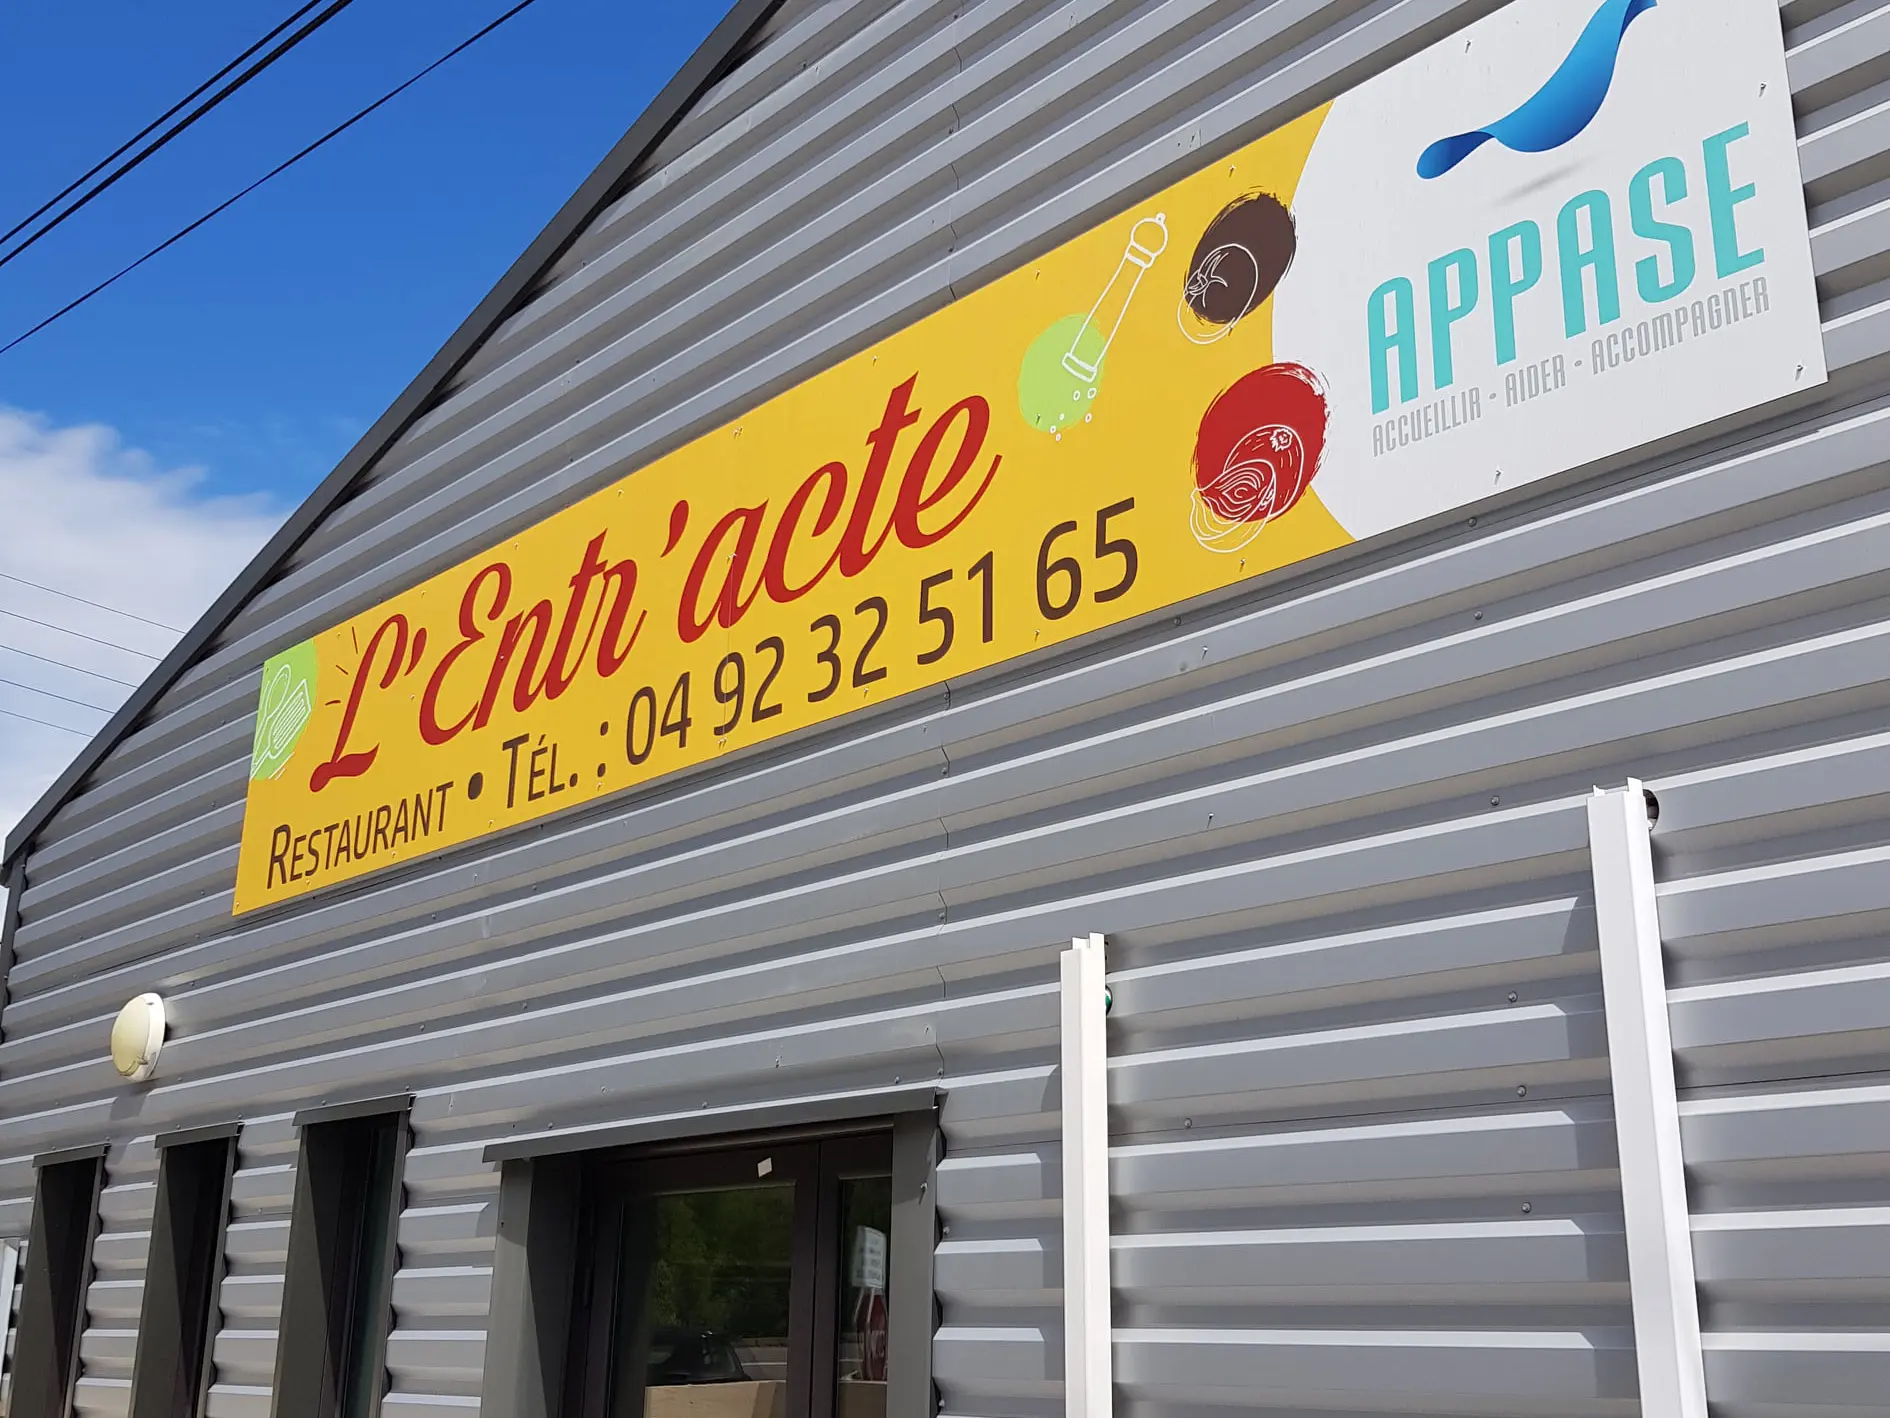 L'Entr'acte
Restaurant • Tél. : 04 92 32 51 65
APPASE
ACCUEILLIR • AIDER • ACCOMPAGNER